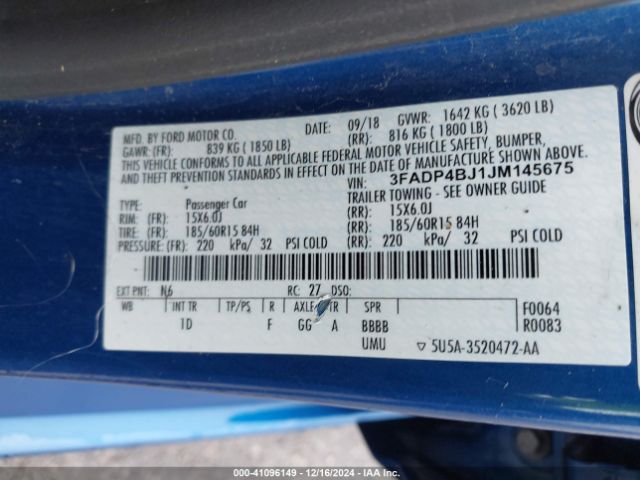 MFD. BY FORD MOTOR CO.
DATE: 09/18 GVWR: 1642 KG ( 3620 LB)
GAWR: (FR): 839 KG ( 1850 LB) (RR): 816 KG ( 1800 LB)
THIS VEHICLE CONFORMS TO ALL APPLICABLE FEDERAL MOTOR VEHICLE SAFETY, BUMPER,
AND THEFT PREVENTION STANDARDS IN EFFECT ON THE DATE OF MANUFACTURE SHOWN ABOVE.
VIN: 3FADP4BJ1JM145675
TYPE: Passenger Car TRAILER TOWING - SEE OWNER GUIDE
RIM: (FR): 15X6.0J (RR): 15X6.0J
TIRE: (FR): 185/60R15 84H (RR): 185/60R15 84H
PRESSURE: (FR): 220 kPa/ 32 PSI COLD (RR): 220 kPa/ 32 PSI COLD
EXT PNT: N6 RC: 27 DSO:
WB INT TR TP/PS R AXLE TR SPR F0064
1D F GG A BBBB R0083
UMU ▽ 5U5A-3520472-AA
000-41096149 - 12/16/2024 - IAA Inc.